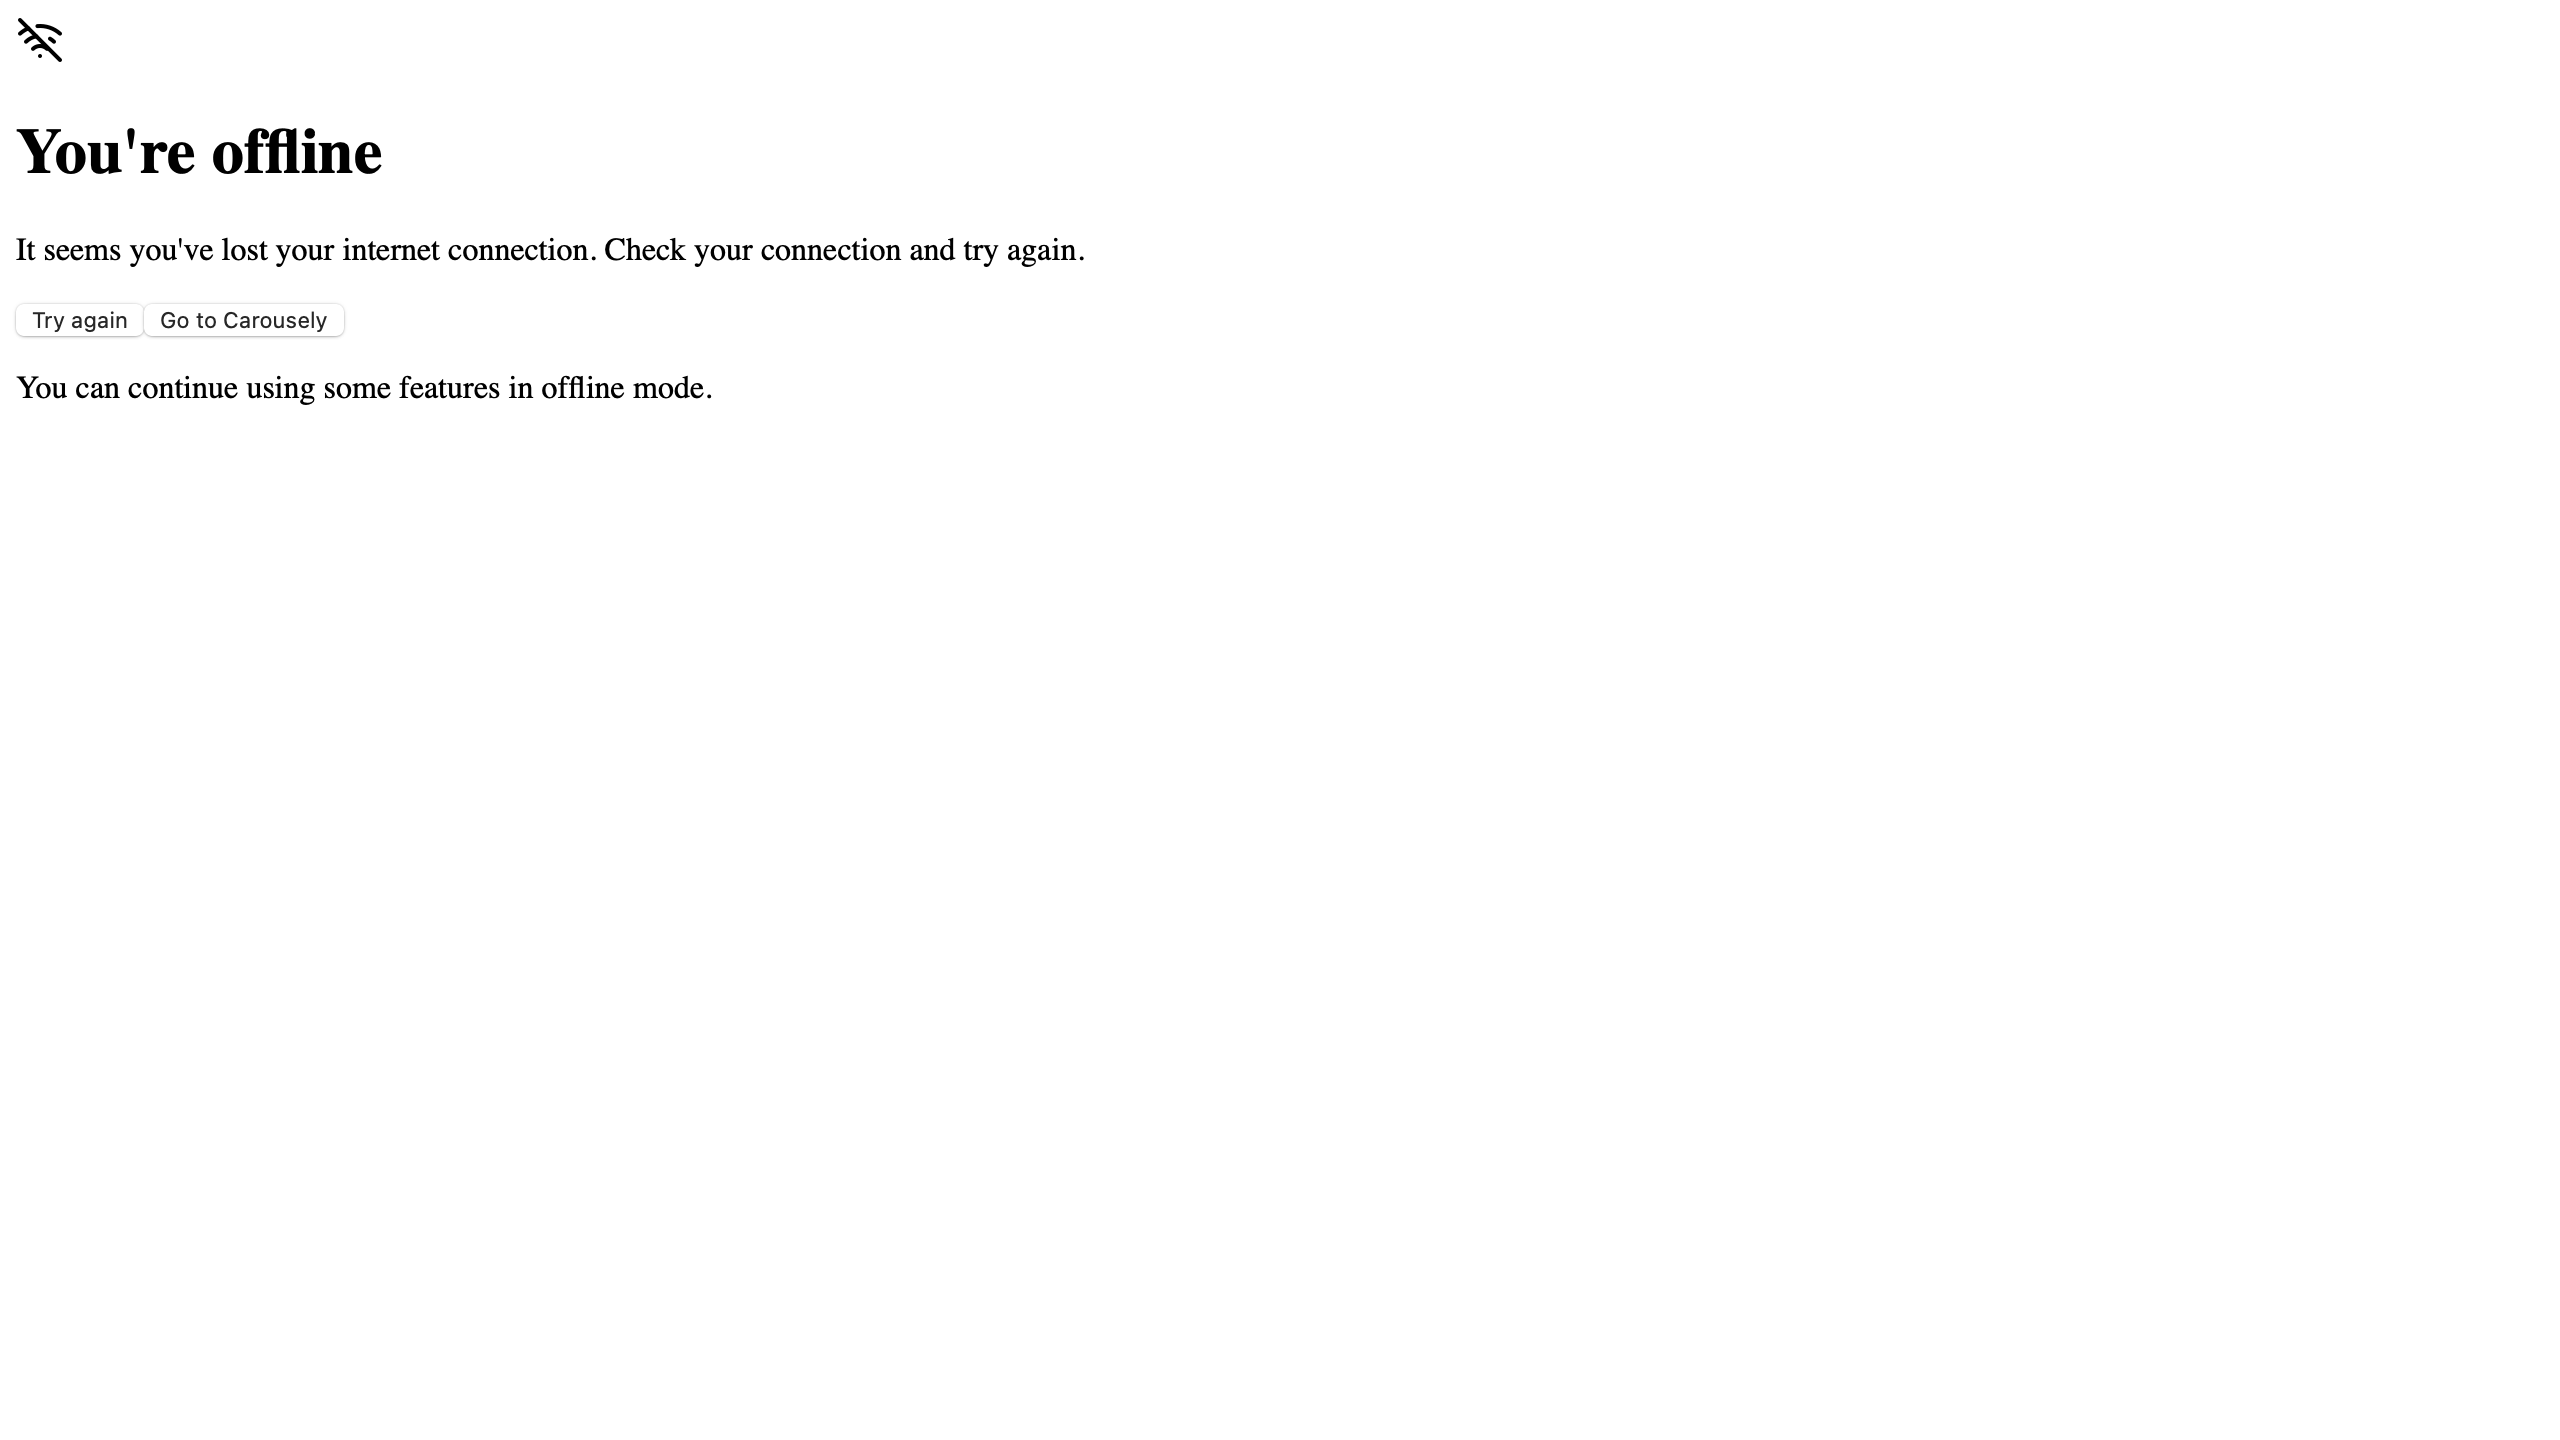 You're offline
It seems you've lost your internet connection. Check your connection and try again.
Try again Go to Carousely
You can continue using some features in offline mode.